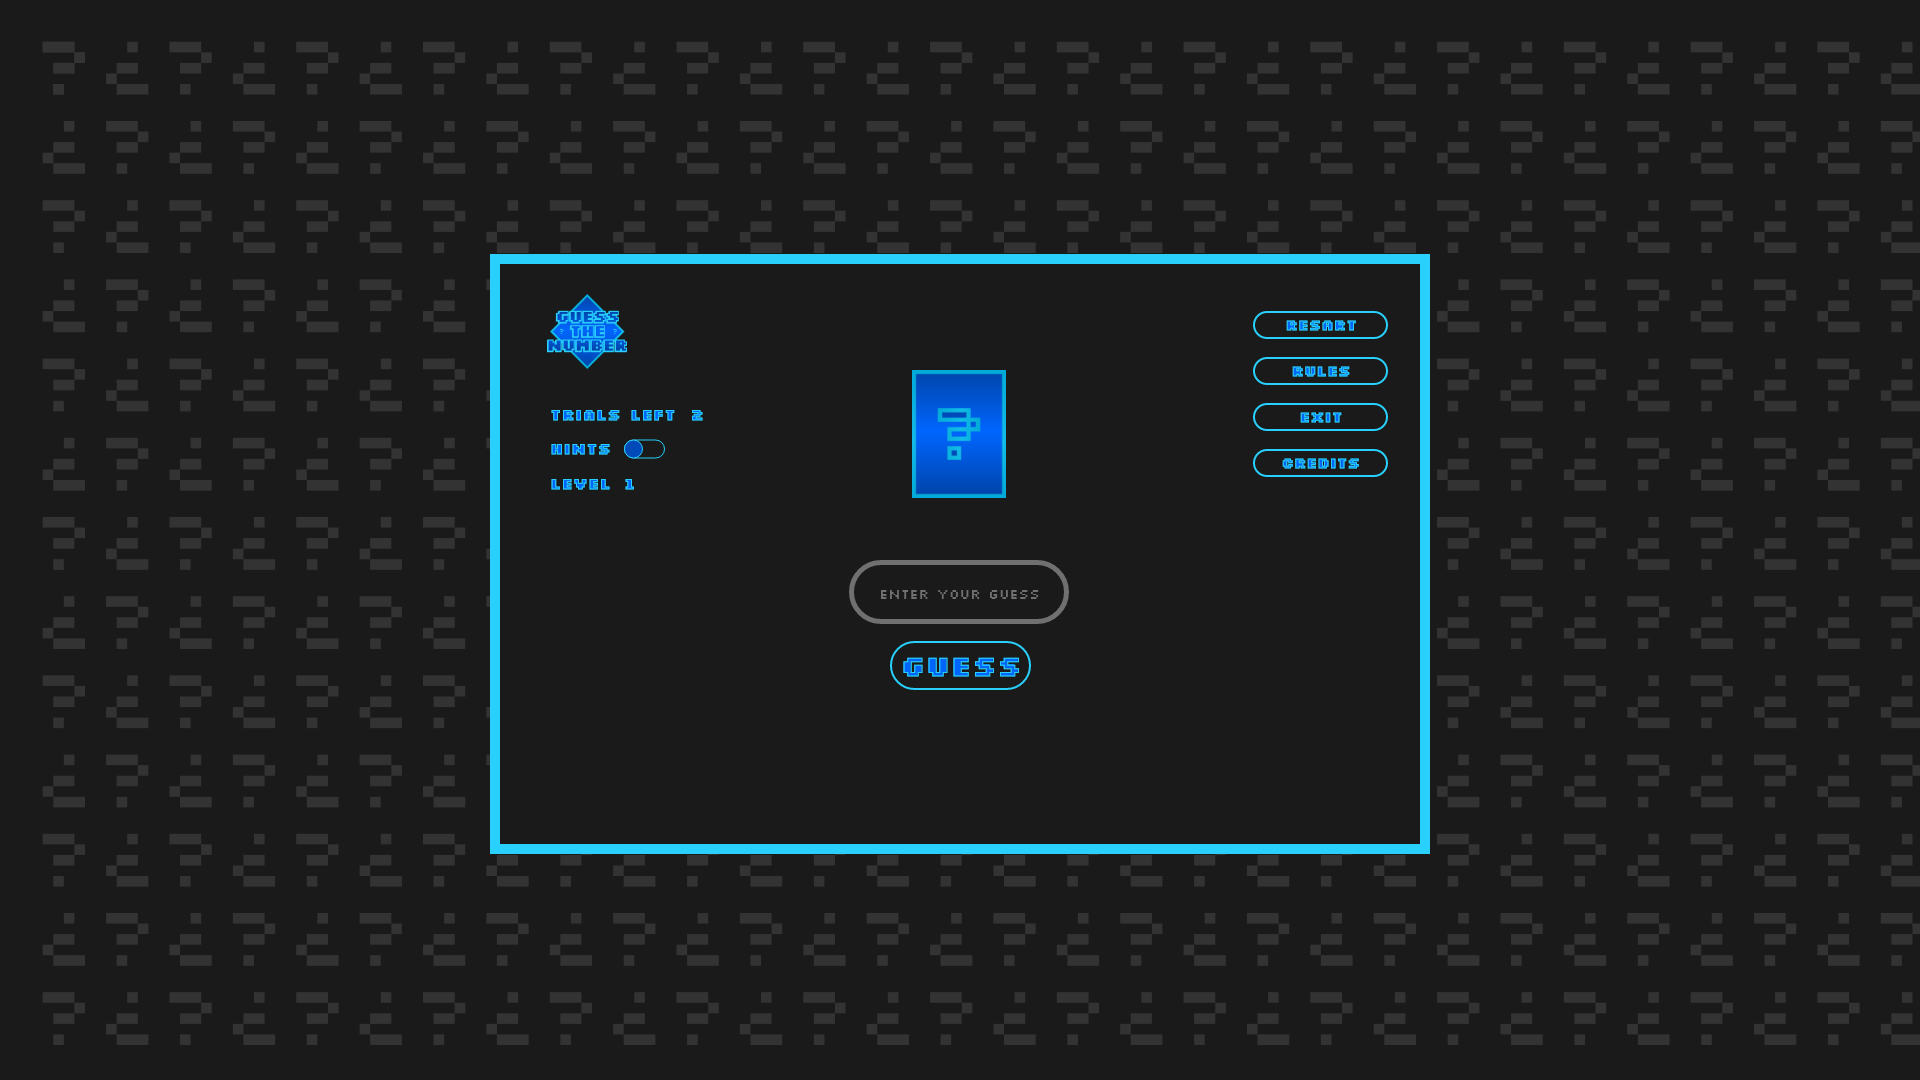 GUESS
THE
NUMBER
TRIALS LEFT 2
HINTS
LEVEL 1
?
RESART
RULES
EXIT
CREDITS
ENTER YOUR GUESS
GUESS